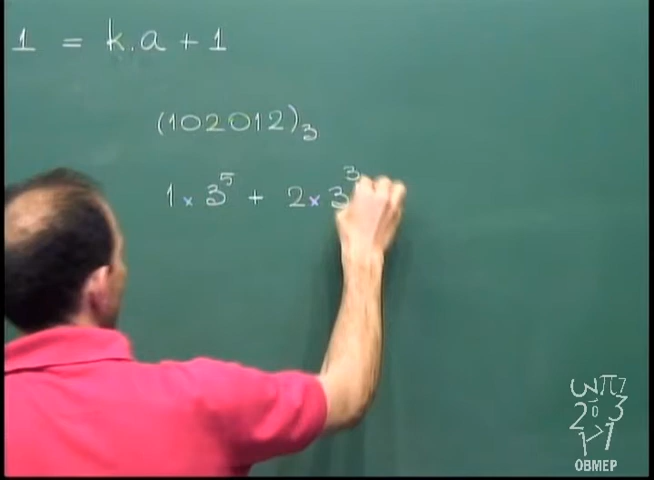 1 = k.a + 1
(102012)₃
1 × 3⁵ + 2 × 3³
OBMEP